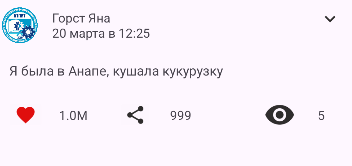 Горст Яна
20 марта в 12:25
Я была в Анапе, кушала кукурузку
1.0M 999 5